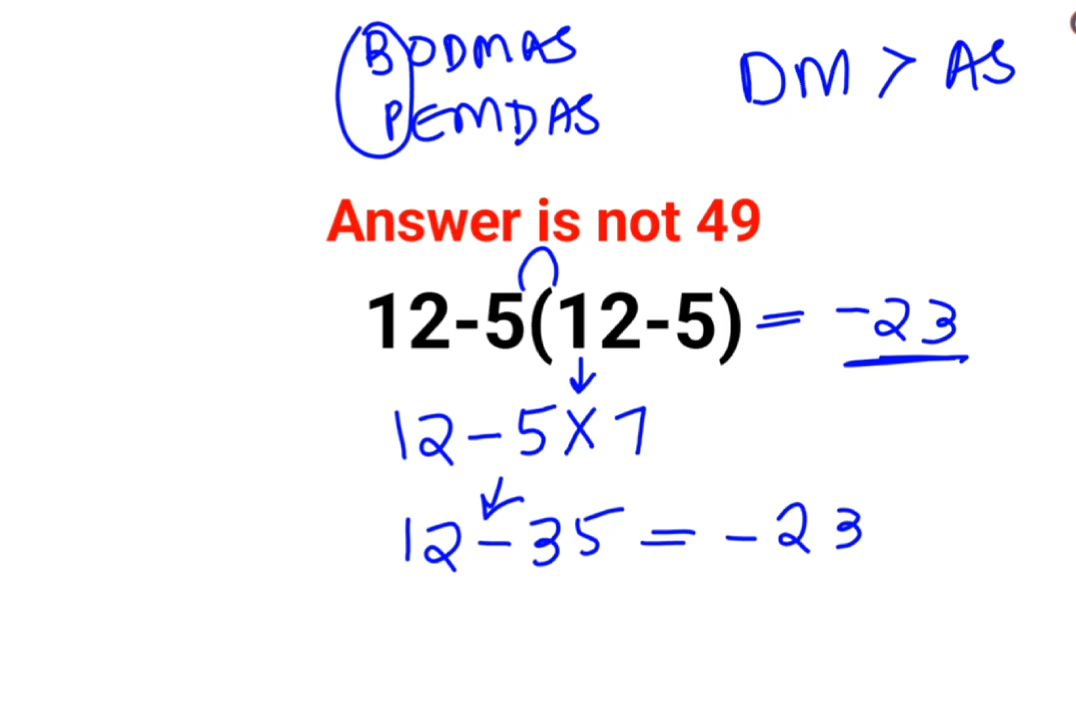 BODMAS
PEMDAS
DM > AS
Answer is not 49
12-5(12-5) = -23
12 - 5 X 7
12 - 35 = - 23